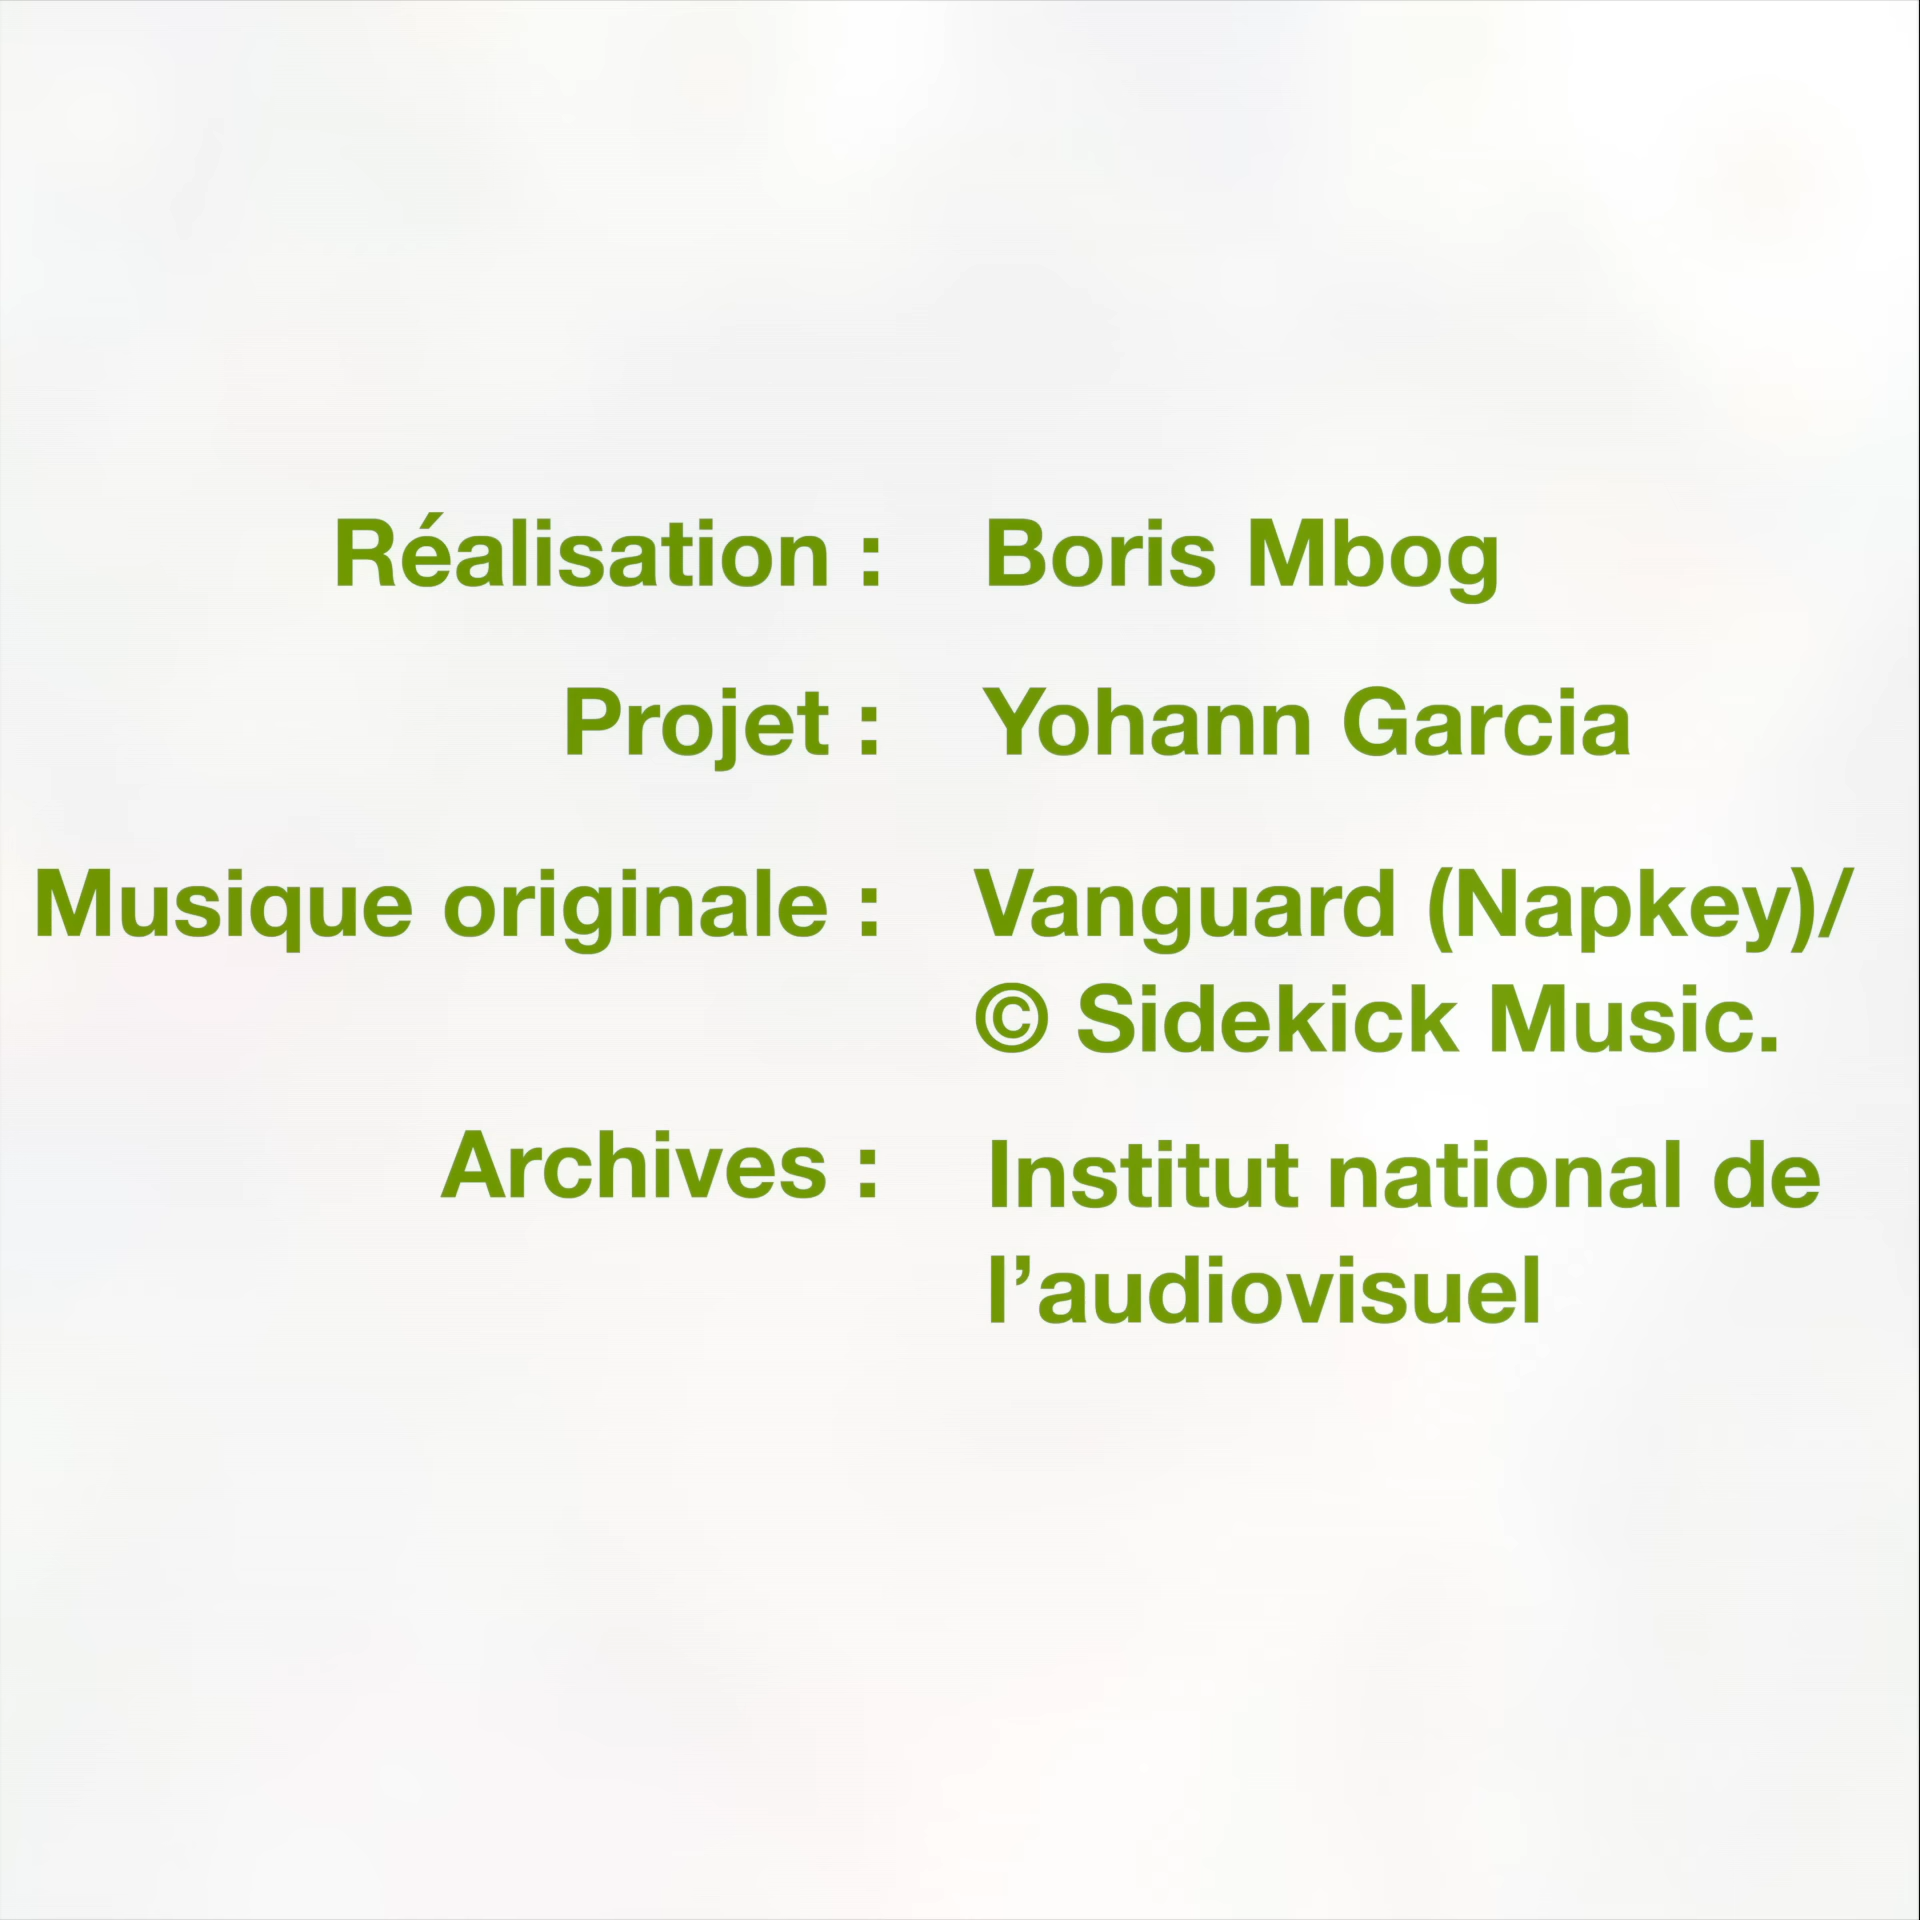 Réalisation : Boris Mbog
Projet : Yohann Garcia
Musique originale : Vanguard (Napkey)/
© Sidekick Music.
Archives : Institut national de
l’audiovisuel